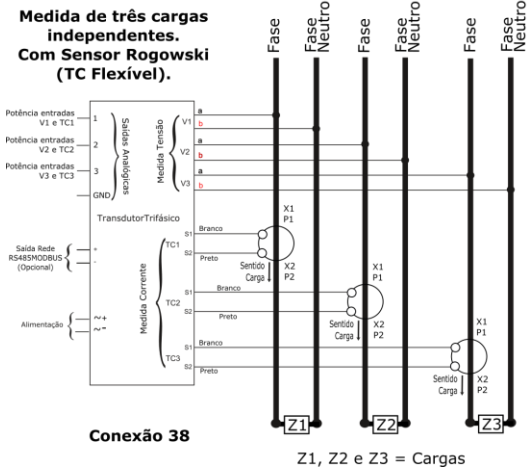 Medida de três cargas
independentes.
Com Sensor Rogowski
(TC Flexível).
Fase
Fase
Neutro
Fase
Fase
Neutro
Fase
Fase
Neutro
Potência entradas
V1 e TC1
1
Potência entradas
V2 e TC2
2
Potência entradas
V3 e TC3
3
GND
Saídas Analógicas
Medida Tensão
V1
a
b
V2
a
b
V3
a
b
TransdutorTrifásico
Saída Rede
RS485MODBUS
(Opcional)
+
-
Alimentação
~+
~-
Medida Corrente
TC1
S1
Branco
S2
Preto
TC2
S1
Branco
S2
Preto
TC3
S1
Branco
S2
Preto
X1
P1
Sentido
Carga
X2
P2
X1
P1
Sentido
Carga
X2
P2
X1
P1
Sentido
Carga
X2
P2
Z1
Z2
Z3
Conexão 38
Z1, Z2 e Z3 = Cargas